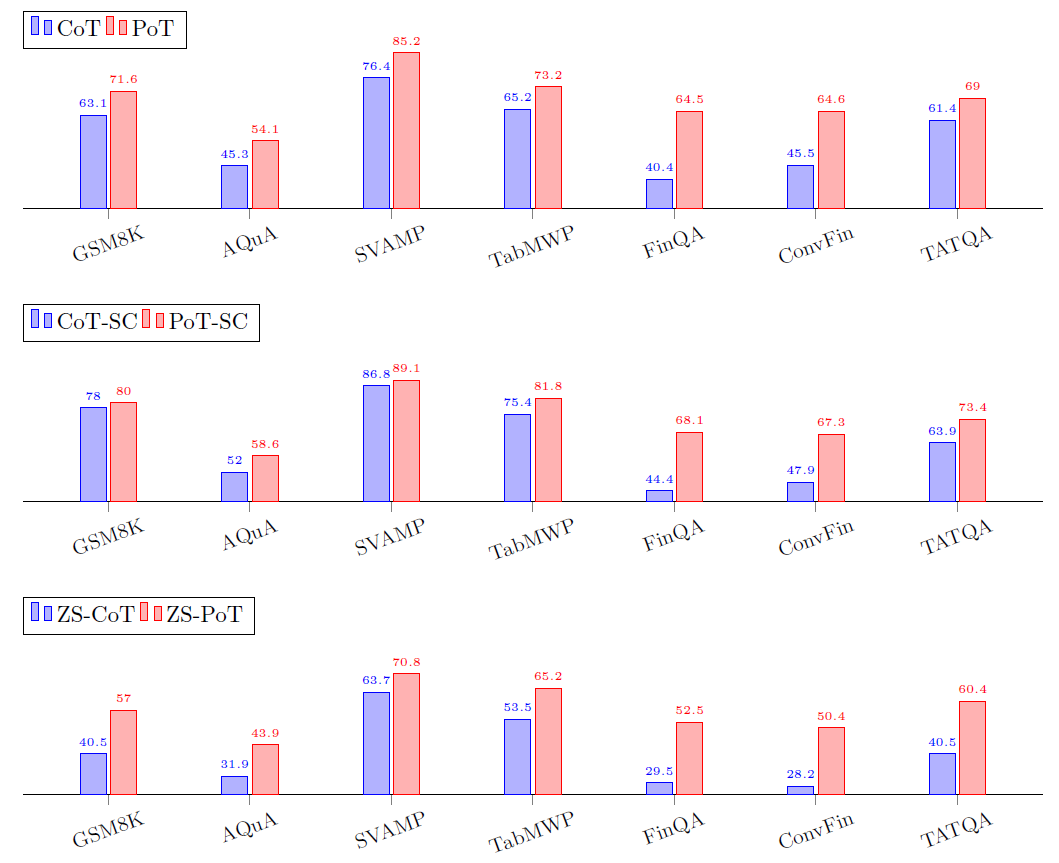 CoT PoT
63.1 71.6 45.3 54.1 76.4 85.2 65.2 73.2 40.4 64.5 45.5 64.6 61.4 69
GSM8K AQuA SVAMP TabMWP FinQA ConvFin TATQA
CoT-SC PoT-SC
78 80 52 58.6 86.8 89.1 75.4 81.8 44.4 68.1 47.9 67.3 63.9 73.4
GSM8K AQuA SVAMP TabMWP FinQA ConvFin TATQA
ZS-CoT ZS-PoT
40.5 57 31.9 43.9 63.7 70.8 53.5 65.2 29.5 52.5 28.2 50.4 40.5 60.4
GSM8K AQuA SVAMP TabMWP FinQA ConvFin TATQA